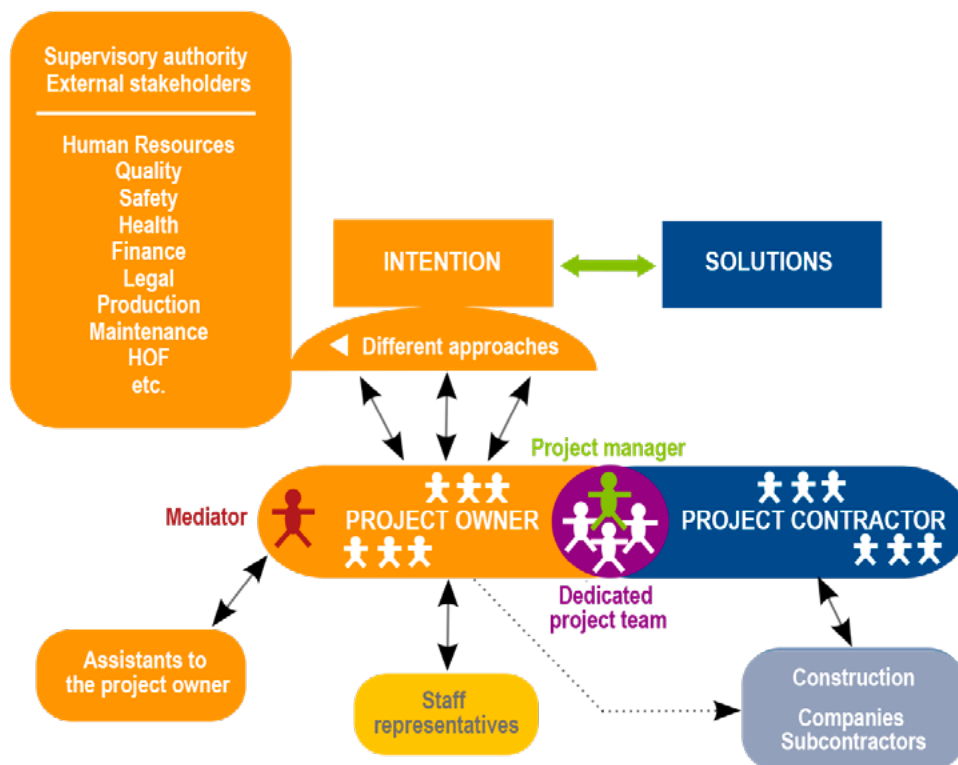 Supervisory authority
External stakeholders
Human Resources
Quality
Safety
Health
Finance
Legal
Production
Maintenance
HOF
etc.
INTENTION
SOLUTIONS
Different approaches
Project manager
Mediator
PROJECT OWNER
PROJECT CONTRACTOR
Dedicated
project team
Assistants to
the project owner
Staff
representatives
Construction
Companies
Subcontractors